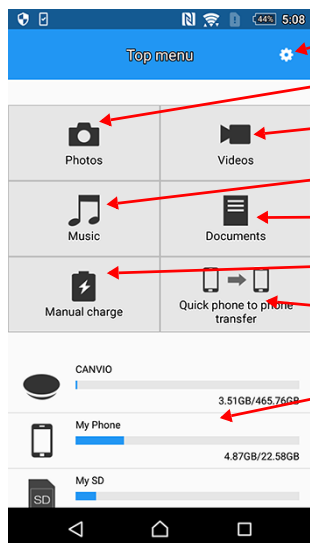 44% 5:08
Top menu
Photos
Videos
Music
Documents
Manual charge
Quick phone to phone
transfer
CANVIO
3.51GB/465.76GB
My Phone
4.87GB/22.58GB
My SD
SD